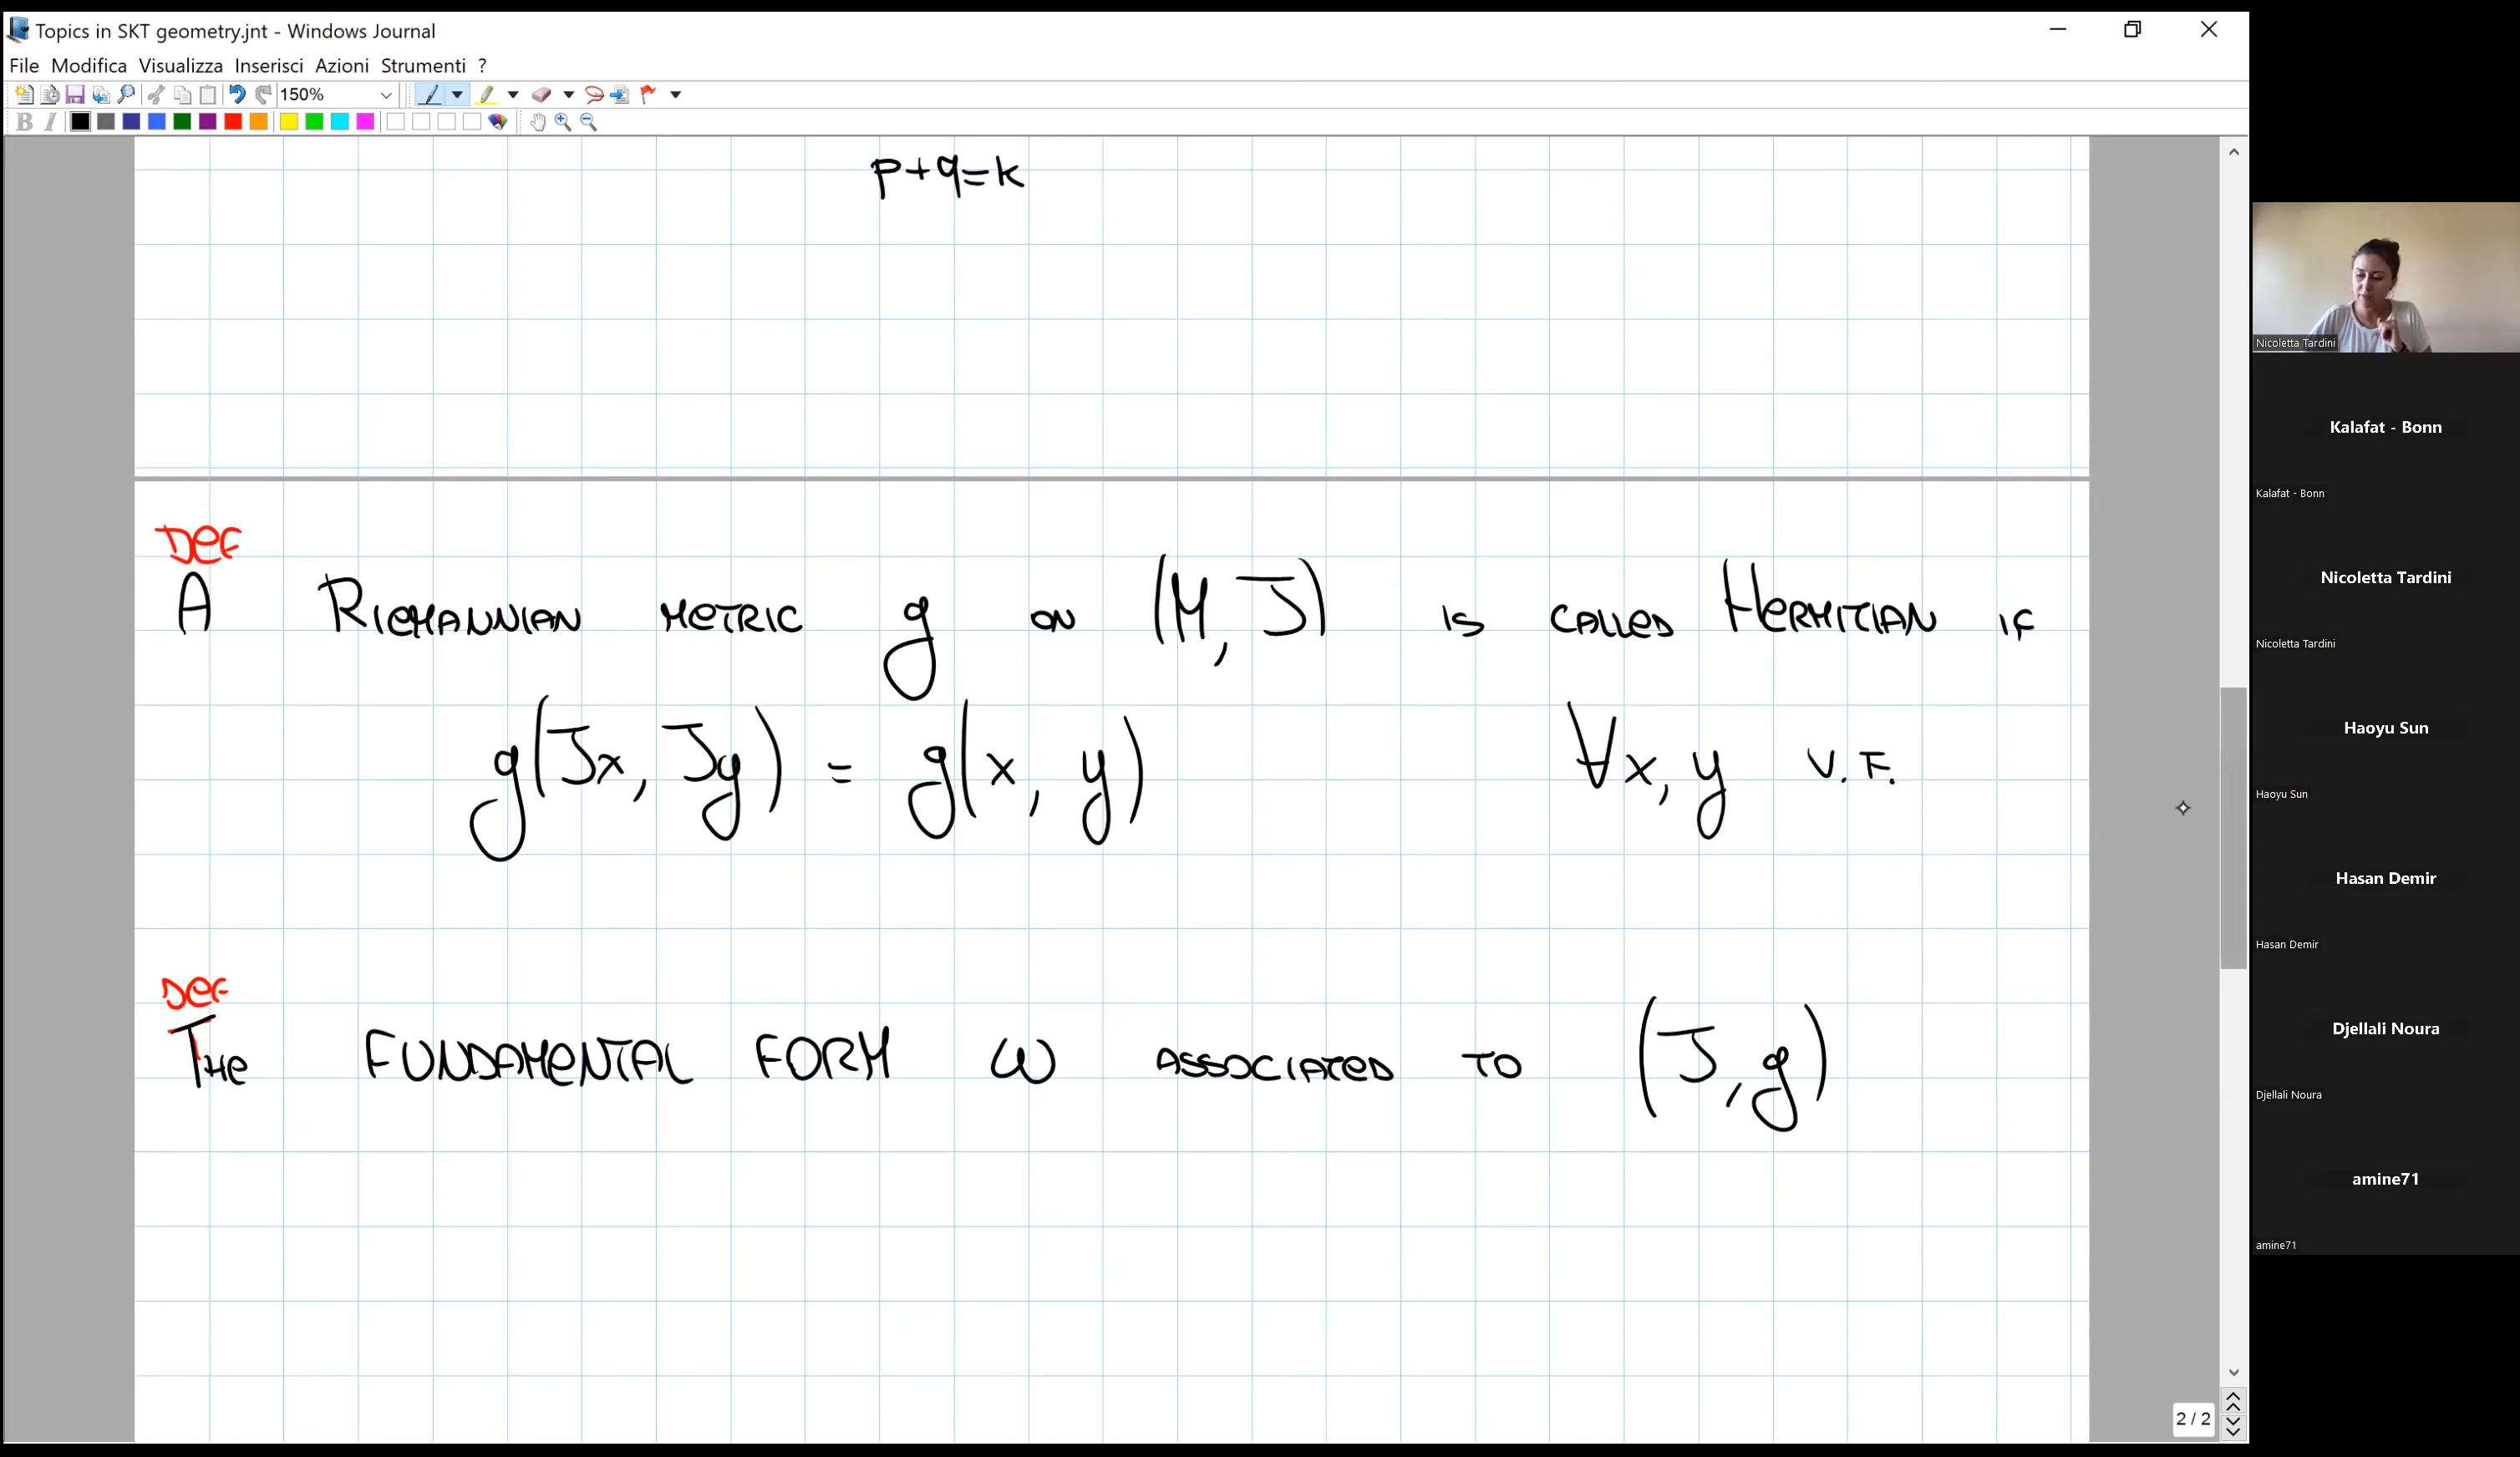 Topics in SKT geometry.jnt - Windows Journal
File Modifica Visualizza Inserisci Azioni Strumenti ?
150%
B I
p+q=k
Def
A Riemannian metric g on (M, J) is called Hermitian if
g(Jx, Jy) = g(x, y) ∀x, y v.f.
Def
The fundamental form ω associated to (J, g)
2 / 2
Nicoletta Tardini
Kalafat - Bonn
Kalafat - Bonn
Nicoletta Tardini
Nicoletta Tardini
Haoyu Sun
Haoyu Sun
Hasan Demir
Hasan Demir
Djellali Noura
Djellali Noura
amine71
amine71